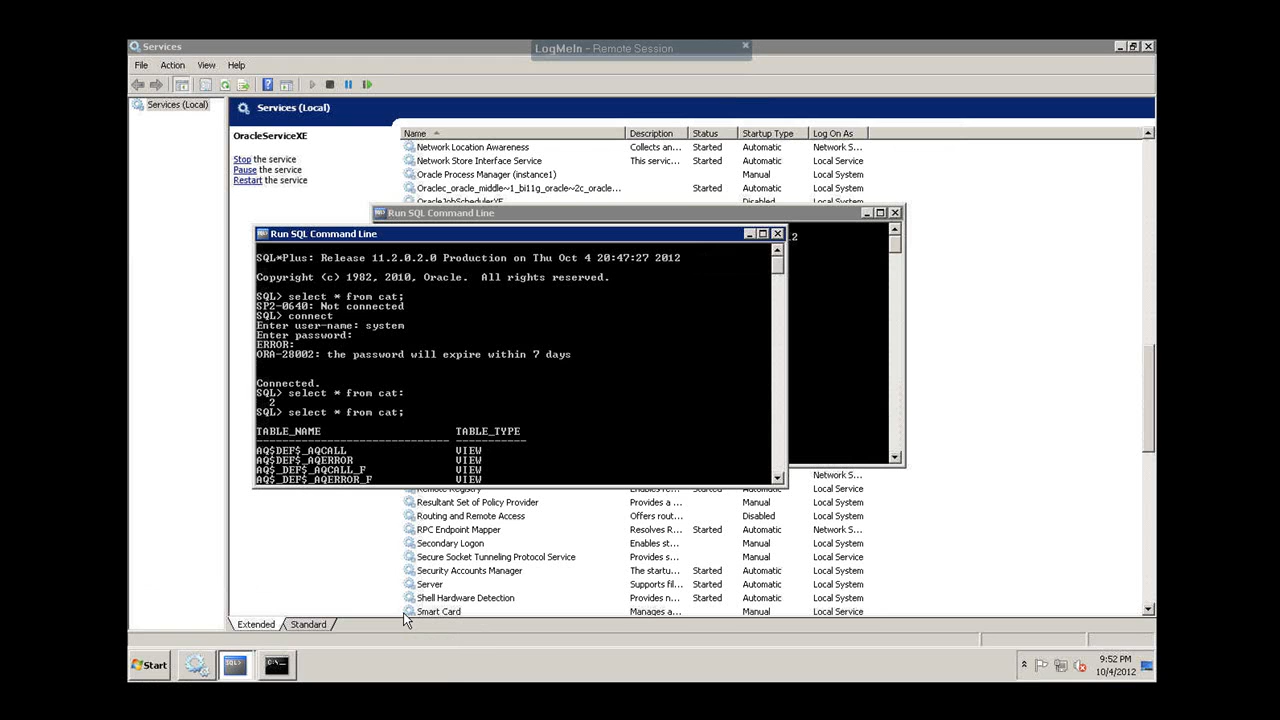 Services
LogMeIn - Remote Session
File Action View Help
Services (Local)
Services (Local)
OracleServiceXE
Stop the service
Pause the service
Restart the service
Name Description Status Startup Type Log On As
Network Location Awareness Collects an... Started Automatic Network S...
Network Store Interface Service This servic... Started Automatic Local Service
Oracle Process Manager (instance1) Manual Local System
Oraclec_oracle_middle~1_bi11g_oracle~2c_oracle... Started Automatic Local System
OracleJobSchedulerXE Disabled Local System
Run SQL Command Line
.2
Run SQL Command Line
SQL*Plus: Release 11.2.0.2.0 Production on Thu Oct 4 20:47:27 2012
Copyright (c) 1982, 2010, Oracle. All rights reserved.
SQL> select * from cat;
SP2-0640: Not connected
SQL> connect
Enter user-name: system
Enter password:
ERROR:
ORA-28002: the password will expire within 7 days
Connected.
SQL> select * from cat:
2
SQL> select * from cat;
TABLE_NAME TABLE_TYPE
------------------------------ -----------
AQ$DEF$_AQCALL VIEW
AQ$DEF$_AQERROR VIEW
AQ$_DEF$_AQCALL_F VIEW
AQ$_DEF$_AQERROR_F VIEW
Network S...
Remote Registry Enables re... Started Automatic Local Service
Resultant Set of Policy Provider Provides a ... Manual Local System
Routing and Remote Access Offers rout... Disabled Local System
RPC Endpoint Mapper Resolves R... Started Automatic Network S...
Secondary Logon Enables st... Manual Local System
Secure Socket Tunneling Protocol Service Provides s... Manual Local Service
Security Accounts Manager The startu... Started Automatic Local System
Server Supports fil... Started Automatic Local System
Shell Hardware Detection Provides n... Started Automatic Local System
Smart Card Manages a... Manual Local Service
Extended Standard
Start
9:52 PM
10/4/2012